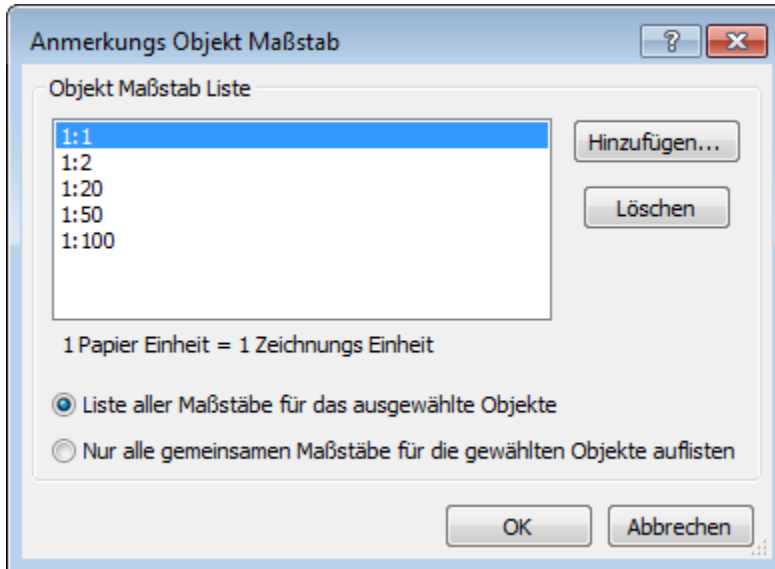 Anmerkungs Objekt Maßstab
Objekt Maßstab Liste
1:1
Hinzufügen...
1:2
1:20
1:50
Löschen
1:100
1 Papier Einheit = 1 Zeichnungs Einheit
Liste aller Maßstäbe für das ausgewählte Objekte
Nur alle gemeinsamen Maßstäbe für die gewählten Objekte auflisten
OK
Abbrechen